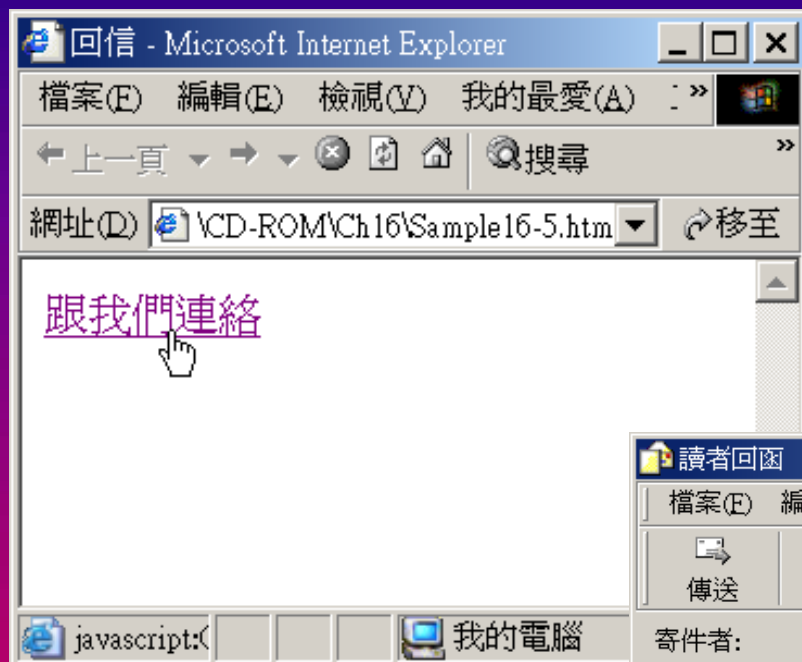 回信 - Microsoft Internet Explorer
檔案(F) 編輯(E) 檢視(V) 我的最愛(A)
上一頁 搜尋
網址(D) \CD-ROM\Ch16\Sample16-5.htm 移至
跟我們連絡
讀者回函
檔案(F) 編
傳送
寄件者:
javascript:( 我的電腦